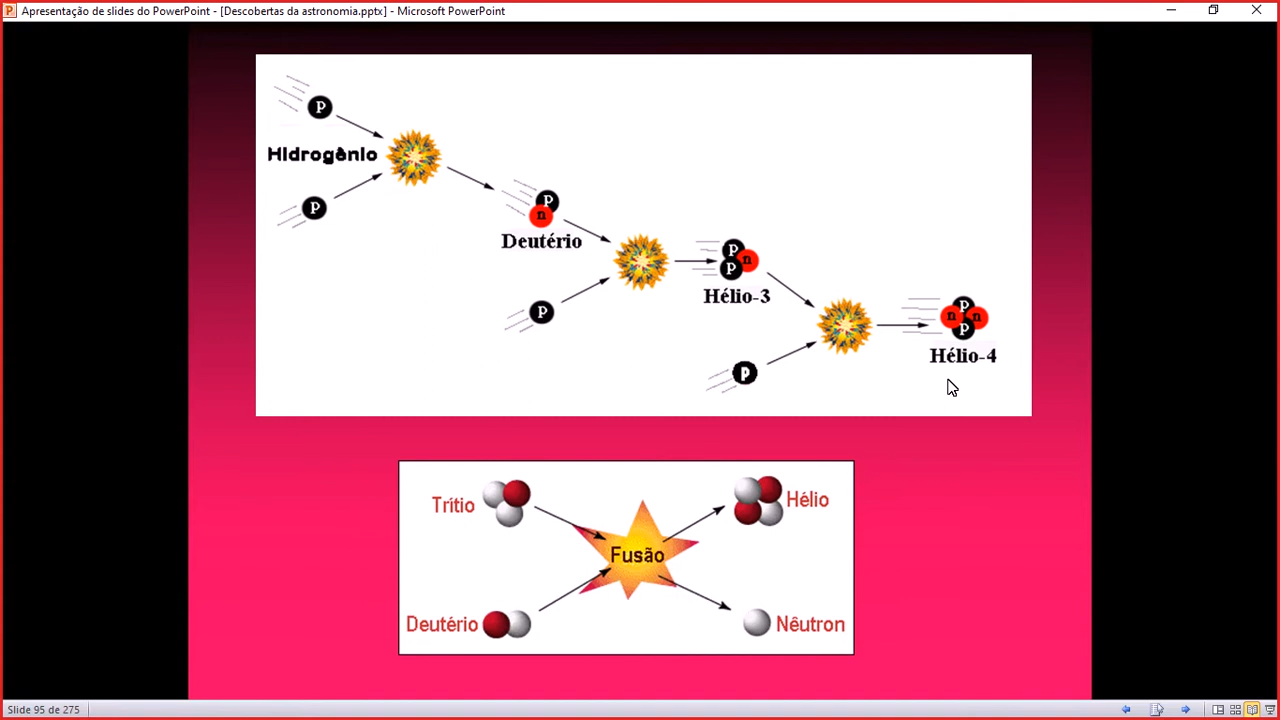 Apresentação de slides do PowerPoint - [Descobertas da astronomia.pptx] - Microsoft PowerPoint
P
Hidrogênio
P
P
n
Deutério
P
P
P
n
Hélio-3
P
P
n
n
P
Hélio-4
Trítio
Hélio
Fusão
Deutério
Nêutron
Slide 95 de 275